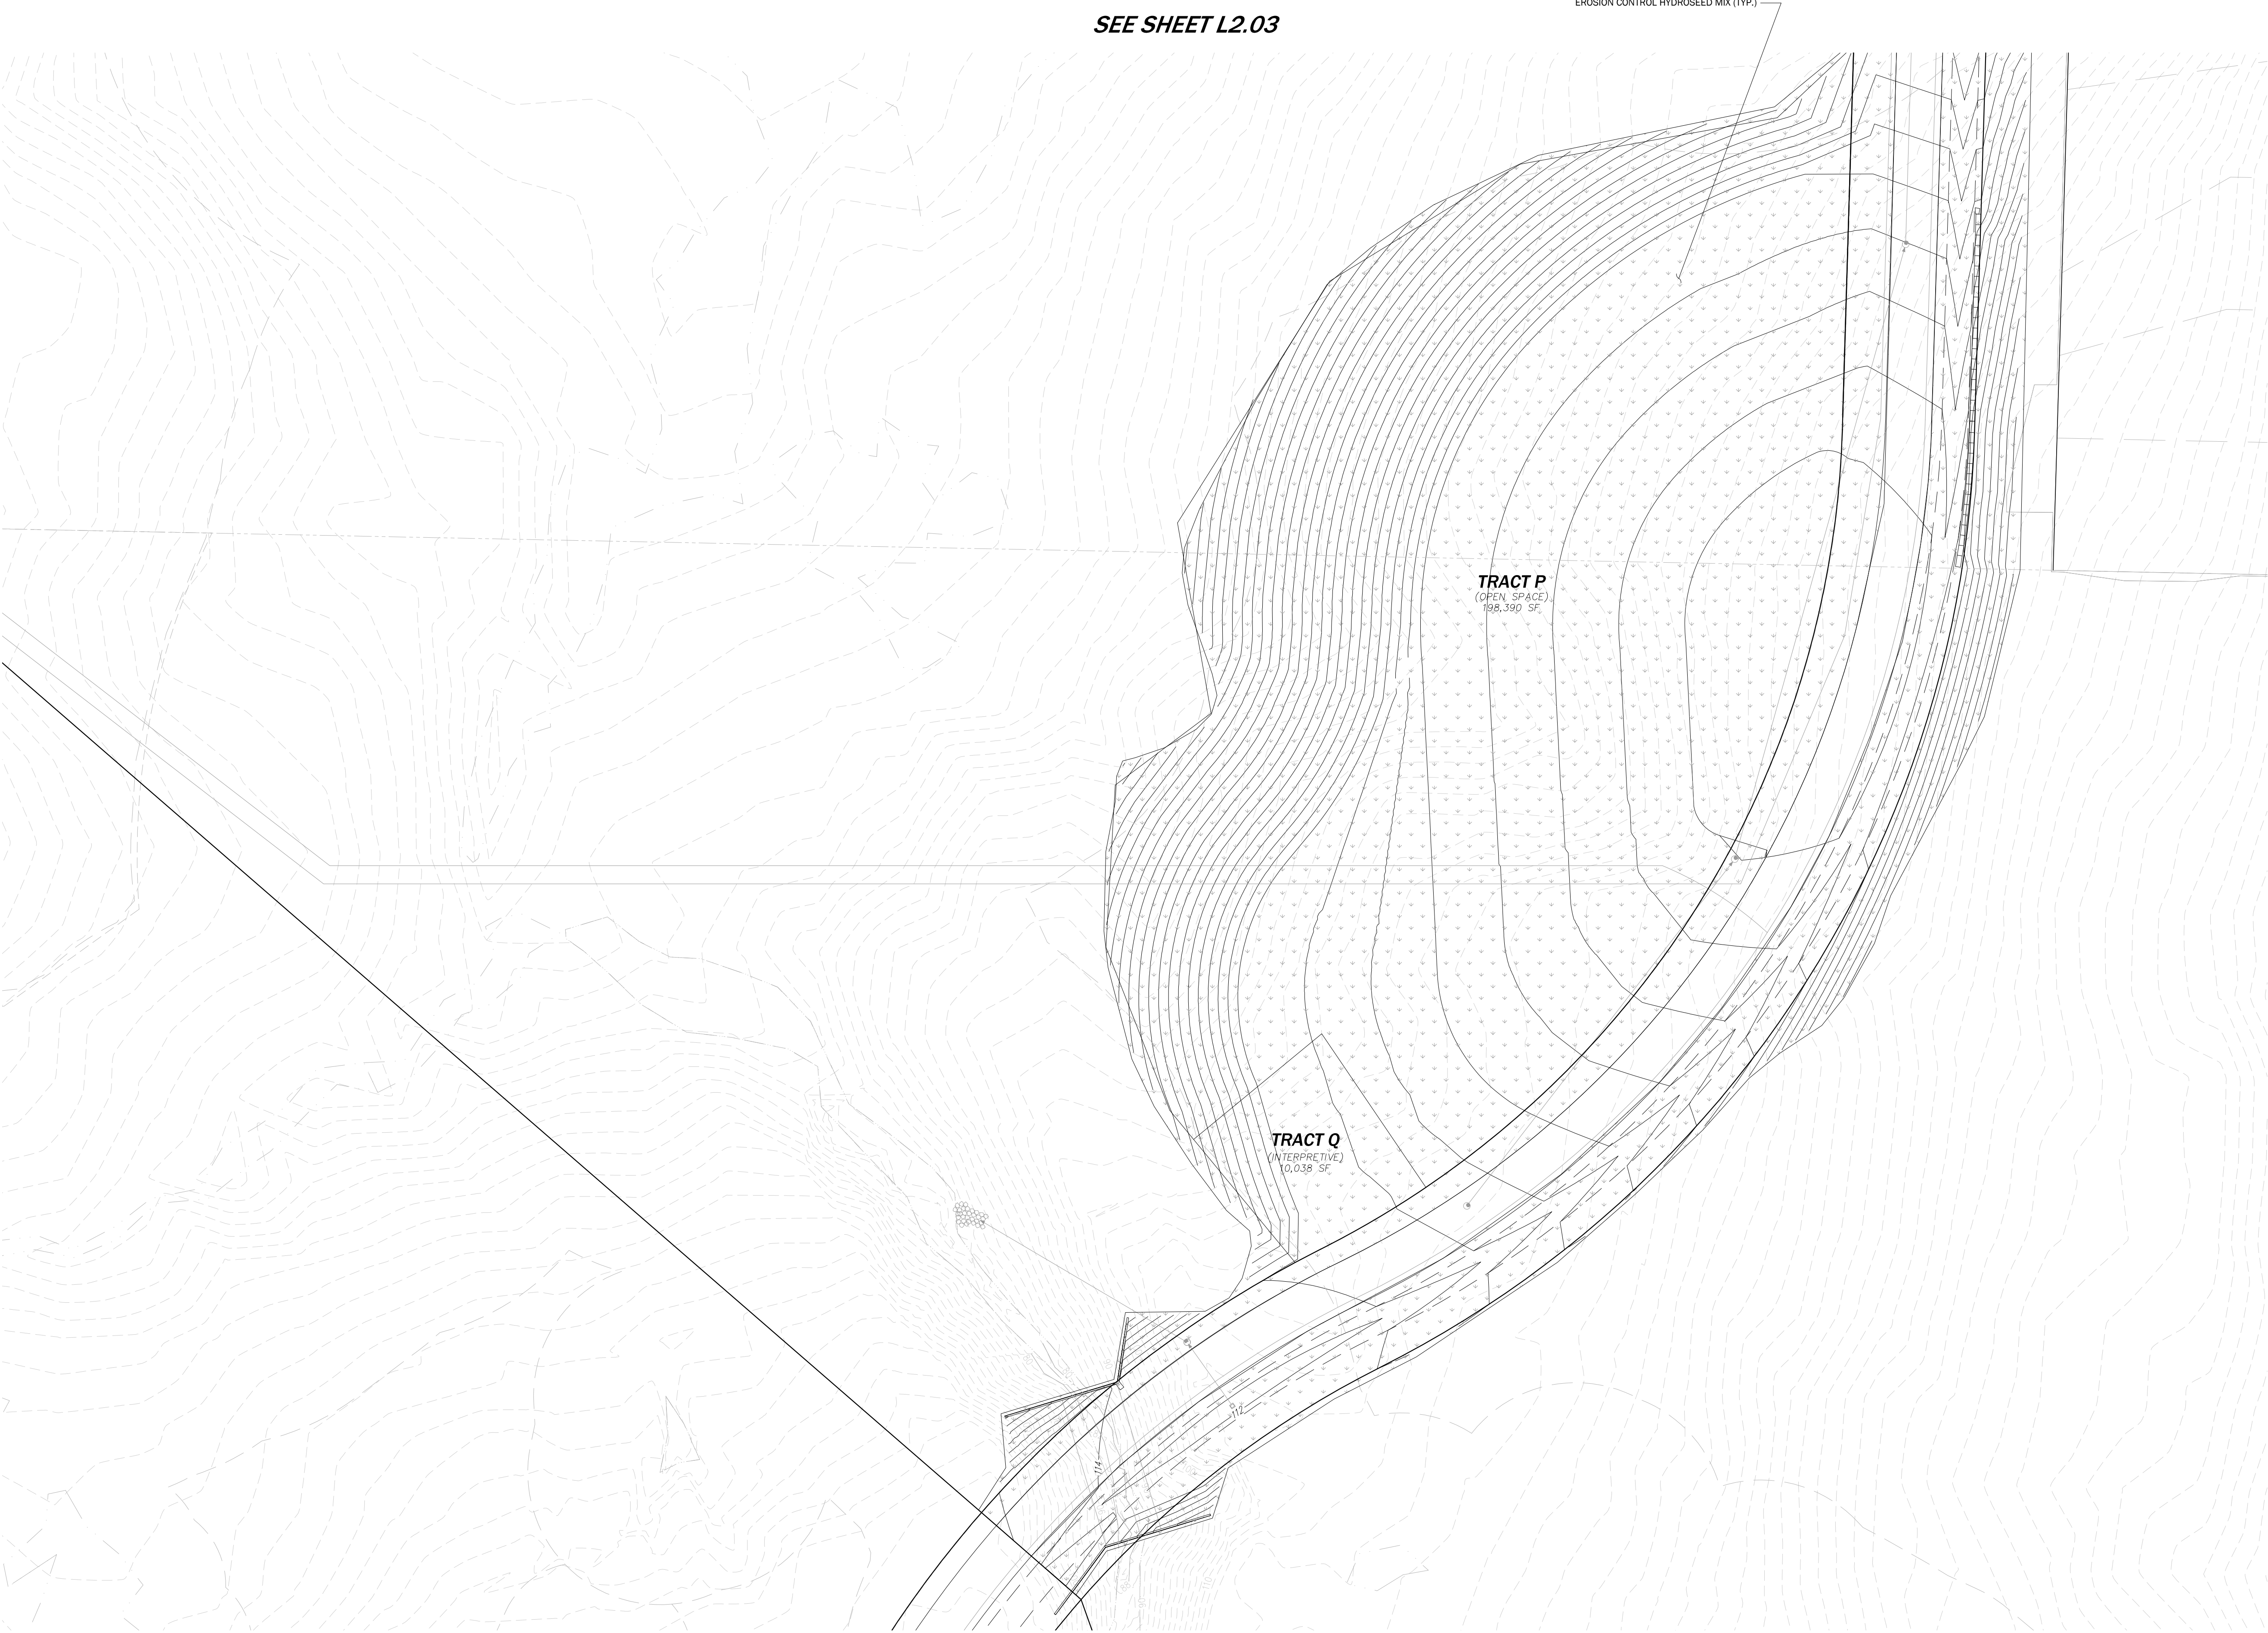 EROSION CONTROL HYDROSEED MIX (TYP.)
SEE SHEET L2.03
TRACT P
(OPEN SPACE)
198,390 SF
TRACT Q
(INTERPRETIVE)
10,038 SF
112
114